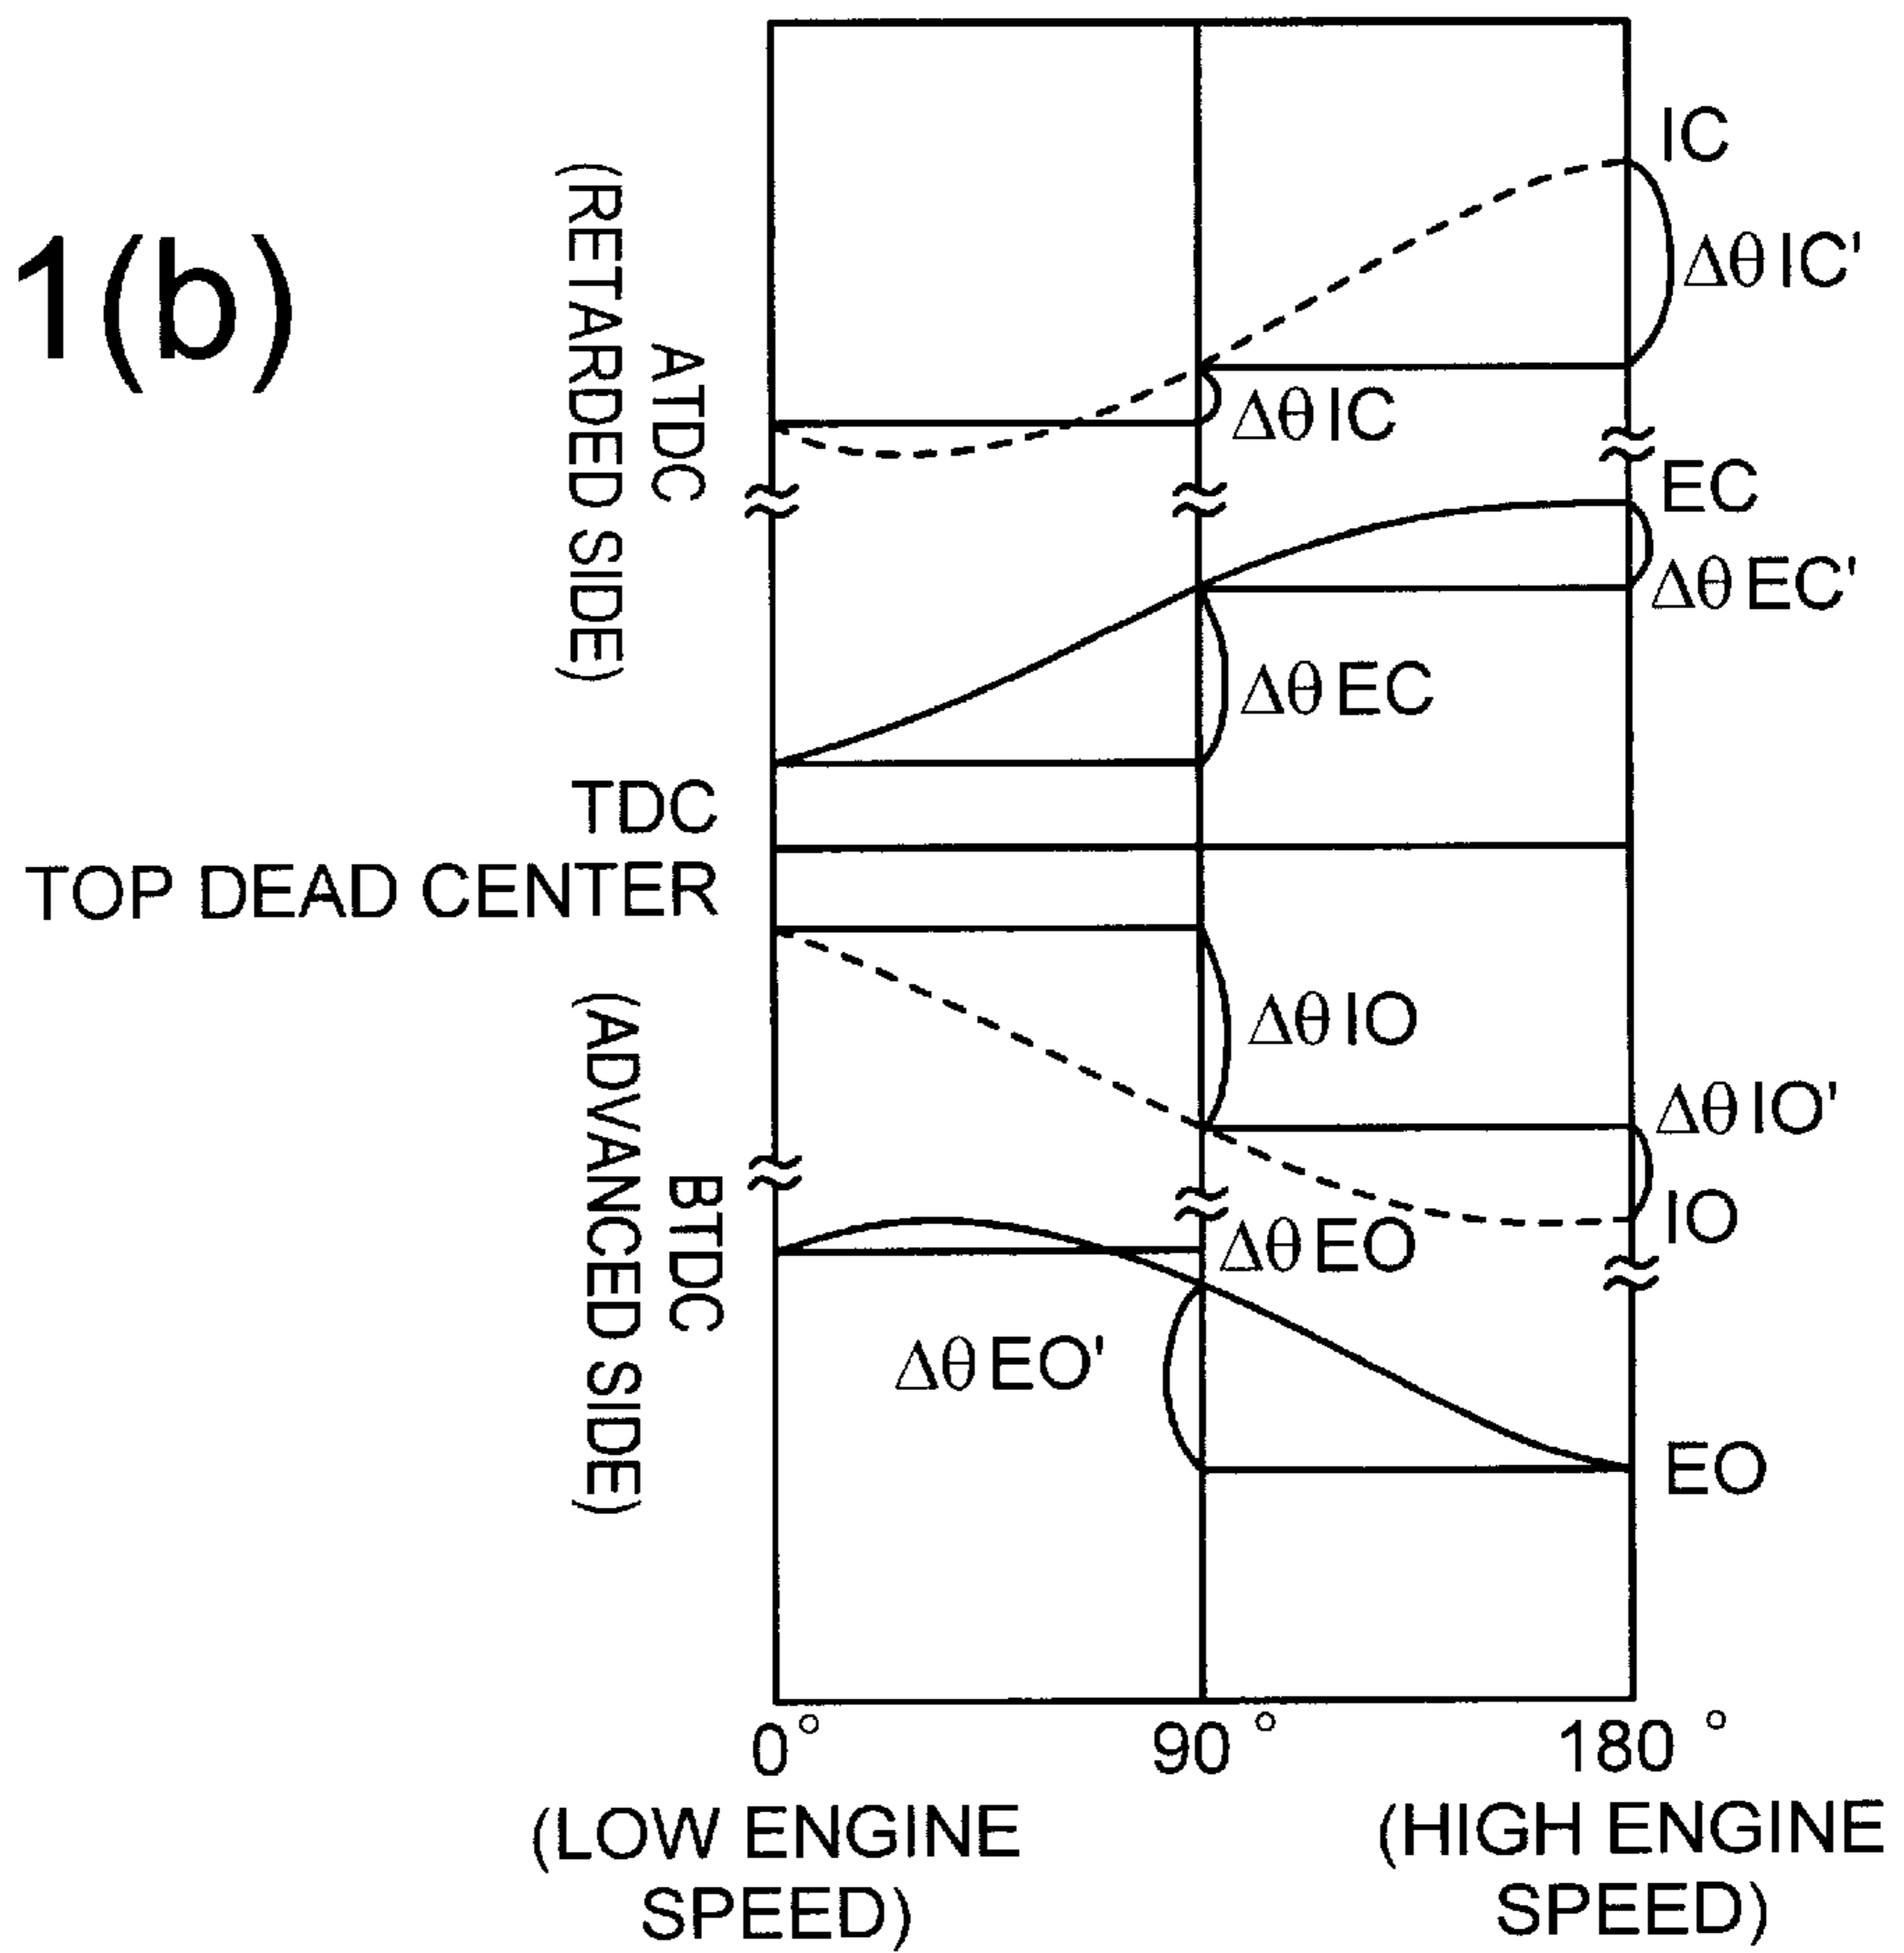 1(b)
ATDC
(RETARDED SIDE)
IC
ΔθIC'
ΔθIC
EC
ΔθEC'
ΔθEC
TDC
TOP DEAD CENTER
ΔθIO
ΔθIO'
IO
BTDC
(ADVANCED SIDE)
ΔθEO
ΔθEO'
EO
0° 90° 180°
(LOW ENGINE
SPEED)
(HIGH ENGINE
SPEED)